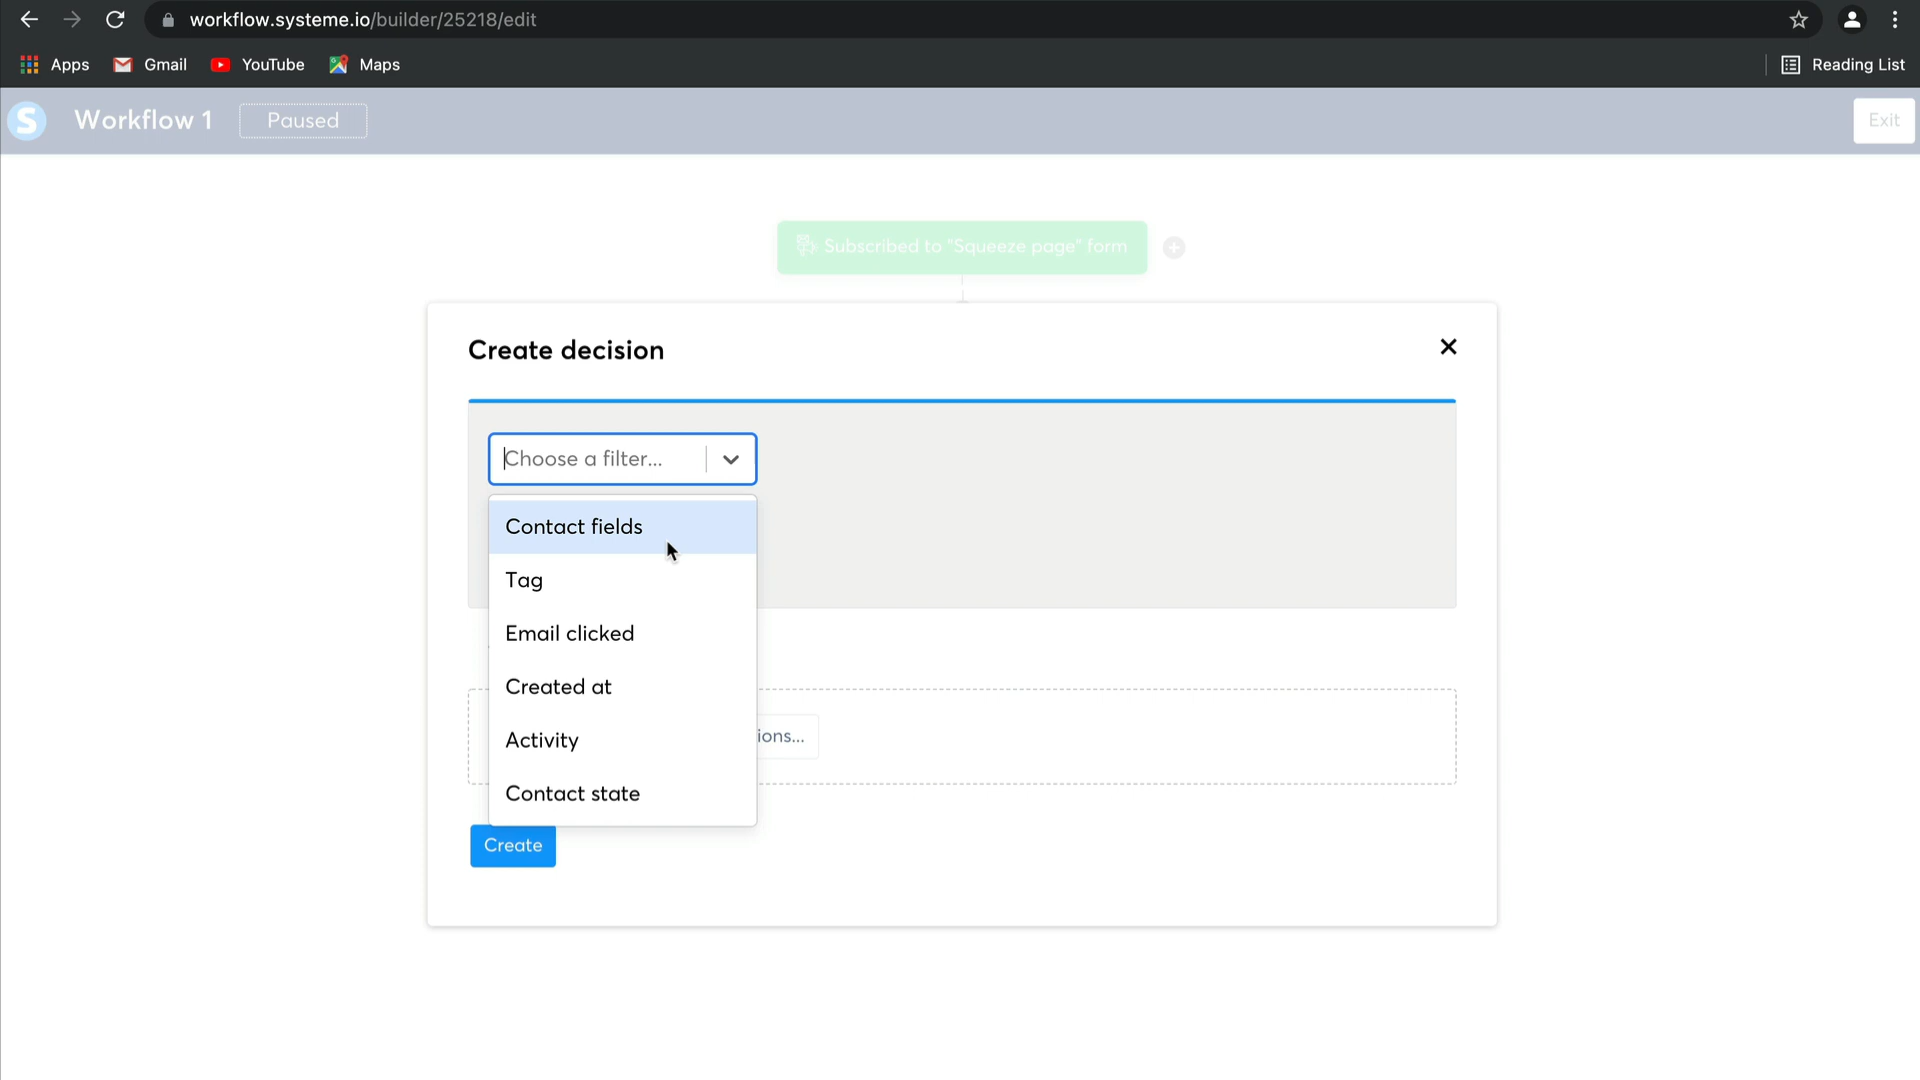 workflow.systeme.io/builder/25218/edit
Apps Gmail YouTube Maps Reading List
S Workflow 1 Paused Exit
Subscribed to "Squeeze page" form
Create decision
Choose a filter...
Contact fields
Tag
Email clicked
Created at
Activity
ions...
Contact state
Create